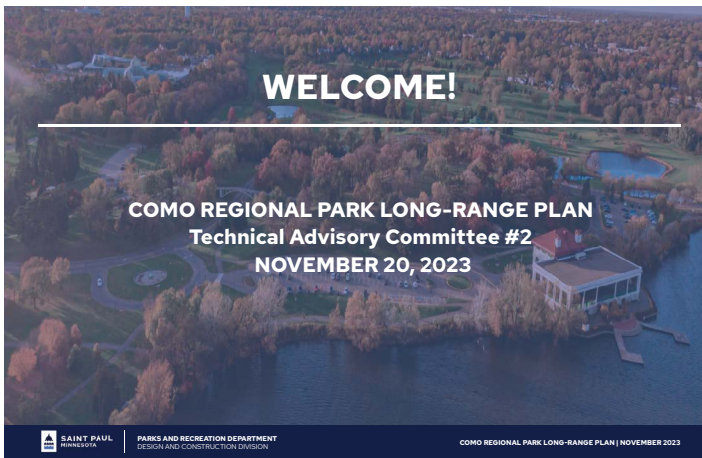 WELCOME!
COMO REGIONAL PARK LONG-RANGE PLAN
Technical Advisory Committee #2
NOVEMBER 20, 2023
SAINT PAUL
MINNESOTA
PARKS AND RECREATION DEPARTMENT
DESIGN AND CONSTRUCTION DIVISION
COMO REGIONAL PARK LONG-RANGE PLAN | NOVEMBER 2023